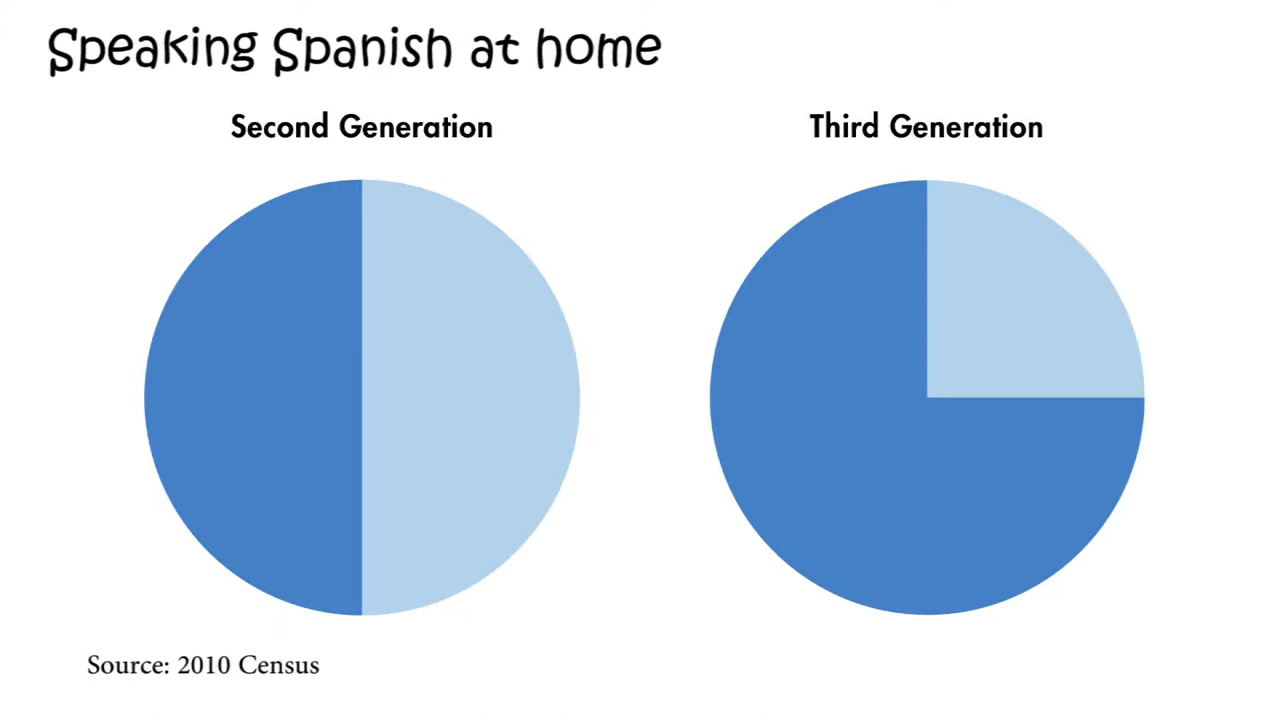 Speaking Spanish at home
Second Generation
Third Generation
Source: 2010 Census